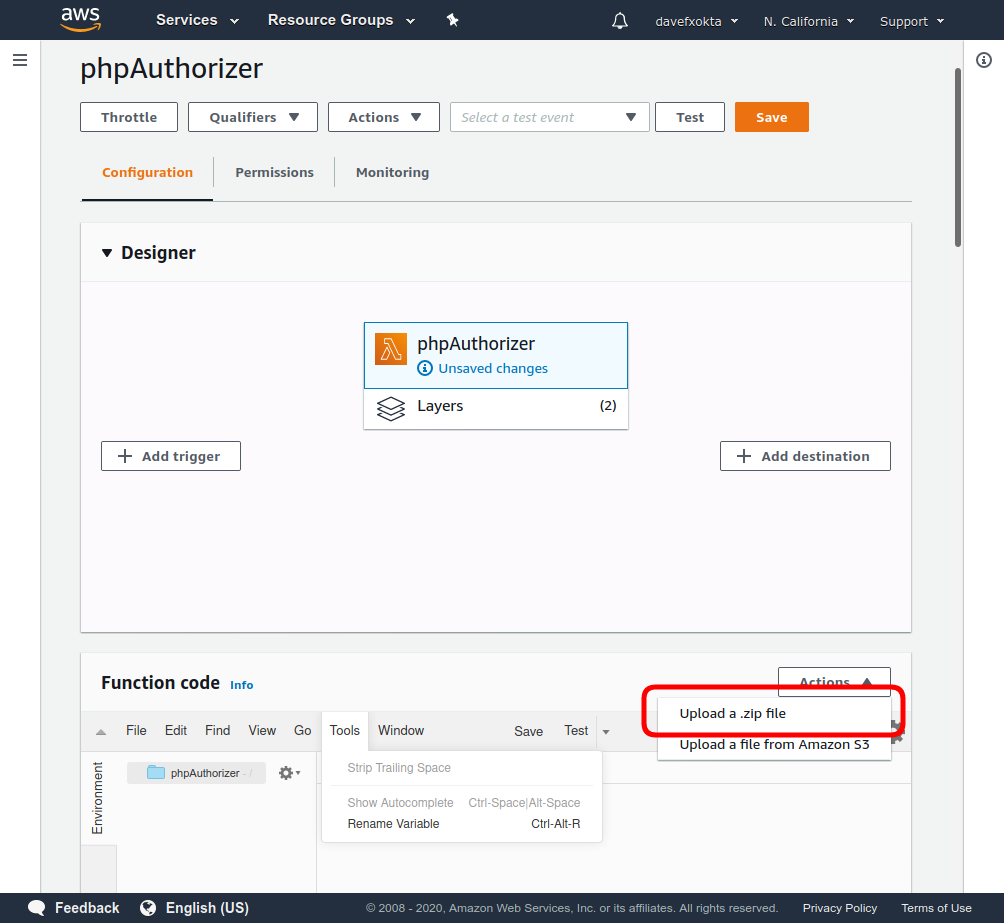 aws Services Resource Groups davefxokta N. California Support
phpAuthorizer
Throttle Qualifiers Actions Select a test event Test Save
Configuration Permissions Monitoring
Designer
phpAuthorizer
Unsaved changes
Layers (2)
Add trigger Add destination
Function code Info Actions
Upload a .zip file
File Edit Find View Go Tools Window Save Test
Upload a file from Amazon S3
Environment
phpAuthorizer - /
Strip Trailing Space
Show Autocomplete Ctrl-Space|Alt-Space
Rename Variable Ctrl-Alt-R
Feedback English (US) © 2008 - 2020, Amazon Web Services, Inc. or its affiliates. All rights reserved. Privacy Policy Terms of Use